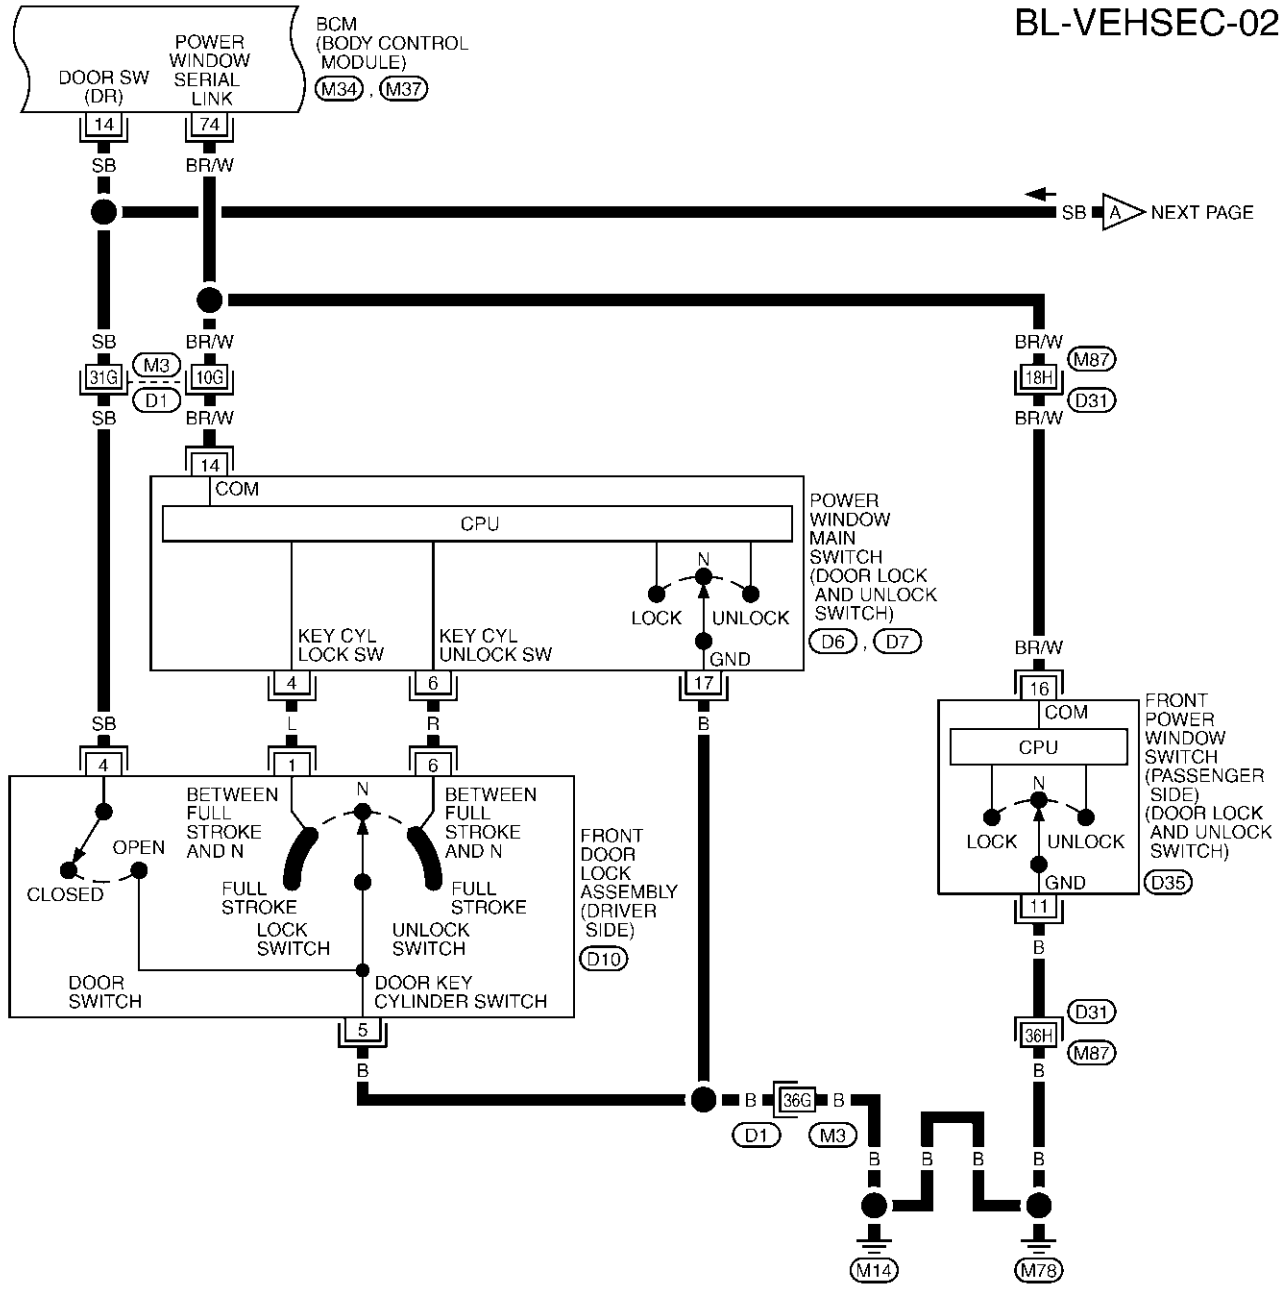 BL-VEHSEC-02
BCM
(BODY CONTROL
MODULE)
M34 , M37
DOOR SW
(DR)
POWER
WINDOW
SERIAL
LINK
14
74
SB
BR/W
SB
A
NEXT PAGE
SB
BR/W
BR/W
31G
M3
D1
10G
18H
M87
D31
SB
BR/W
BR/W
14
COM
CPU
N
LOCK
UNLOCK
KEY CYL
LOCK SW
KEY CYL
UNLOCK SW
GND
POWER
WINDOW
MAIN
SWITCH
(DOOR LOCK
AND UNLOCK
SWITCH)
D6 , D7
4
6
17
SB
L
R
B
BR/W
16
COM
CPU
N
LOCK
UNLOCK
GND
11
FRONT
POWER
WINDOW
SWITCH
(PASSENGER
SIDE)
(DOOR LOCK
AND UNLOCK
SWITCH)
D35
4
1
6
BETWEEN
FULL
STROKE
AND N
N
BETWEEN
FULL
STROKE
AND N
OPEN
CLOSED
FULL
STROKE
FULL
STROKE
LOCK
SWITCH
UNLOCK
SWITCH
DOOR
SWITCH
DOOR KEY
CYLINDER SWITCH
FRONT
DOOR
LOCK
ASSEMBLY
(DRIVER
SIDE)
D10
5
B
B
36H
D31
M87
B
B
36G
B
D1
M3
B
B
B
B
M14
M78